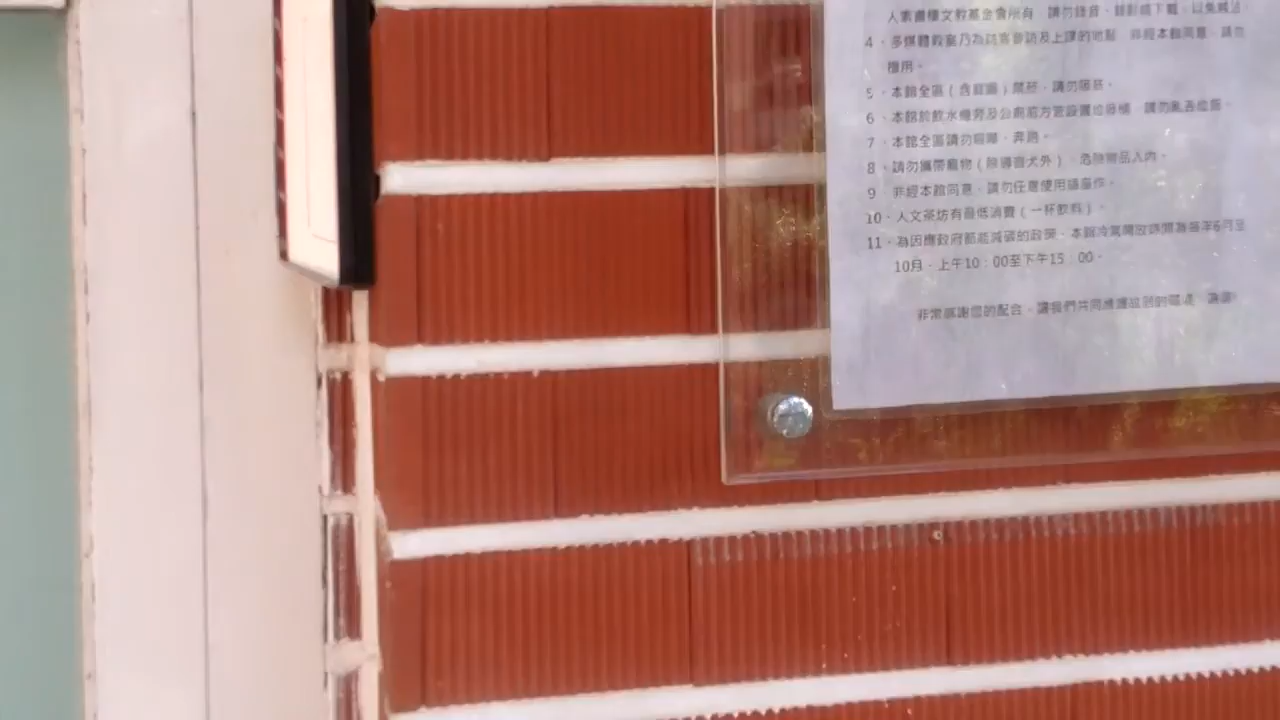 人素書樓文教基金會所有，請勿錄音、錄影或下載，以免觸法。
4、多媒體教室乃為訪客參訪及上課的地點，非經本館同意，請勿
擅用。
5、本館全區（含庭園）禁菸，請勿吸菸。
6、本館於飲水機旁及公廁前方皆設置垃圾桶，請勿亂丟垃圾。
7、本館全區請勿喧嘩、奔跑。
8、請勿攜帶寵物（除導盲犬外）、危險物品入內。
9、非經本館同意，請勿任意使用插座。
10、人文茶坊有最低消費（一杯飲料）。
11、為因應政府節能減碳的政策，本館冷氣開放時間為每年6月至
10月，上午10：00至下午15：00。
非常感謝您的配合，讓我們共同維護故居的環境，謝謝